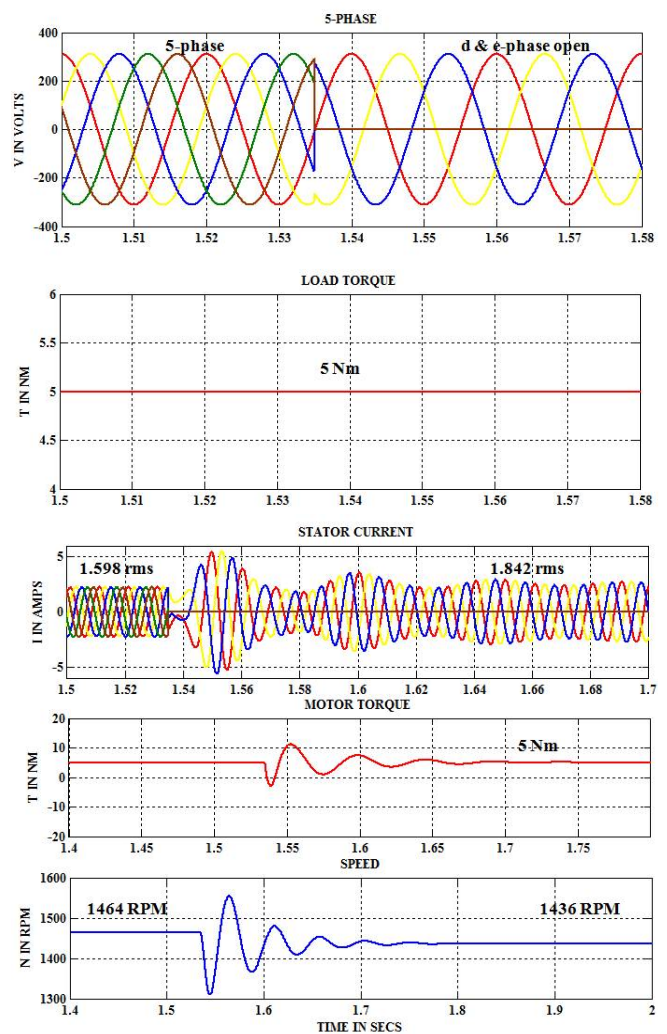 5-PHASE
5-phase
d & e-phase open
V IN VOLTS
400
200
0
-200
-400
1.5 1.51 1.52 1.53 1.54 1.55 1.56 1.57 1.58
LOAD TORQUE
5 Nm
T IN NM
6
5.5
5
4.5
4
1.5 1.51 1.52 1.53 1.54 1.55 1.56 1.57 1.58
STATOR CURRENT
1.598 rms
1.842 rms
I IN AMPS
5
0
-5
1.5 1.52 1.54 1.56 1.58 1.6 1.62 1.64 1.66 1.68 1.7
MOTOR TORQUE
5 Nm
T IN NM
20
10
0
-10
20
1.4 1.45 1.5 1.55 1.6 1.65 1.7 1.75
SPEED
1464 RPM
1436 RPM
N IN RPM
1600
1500
1400
1300
1.4 1.5 1.6 1.7 1.8 1.9 2
TIME IN SECS